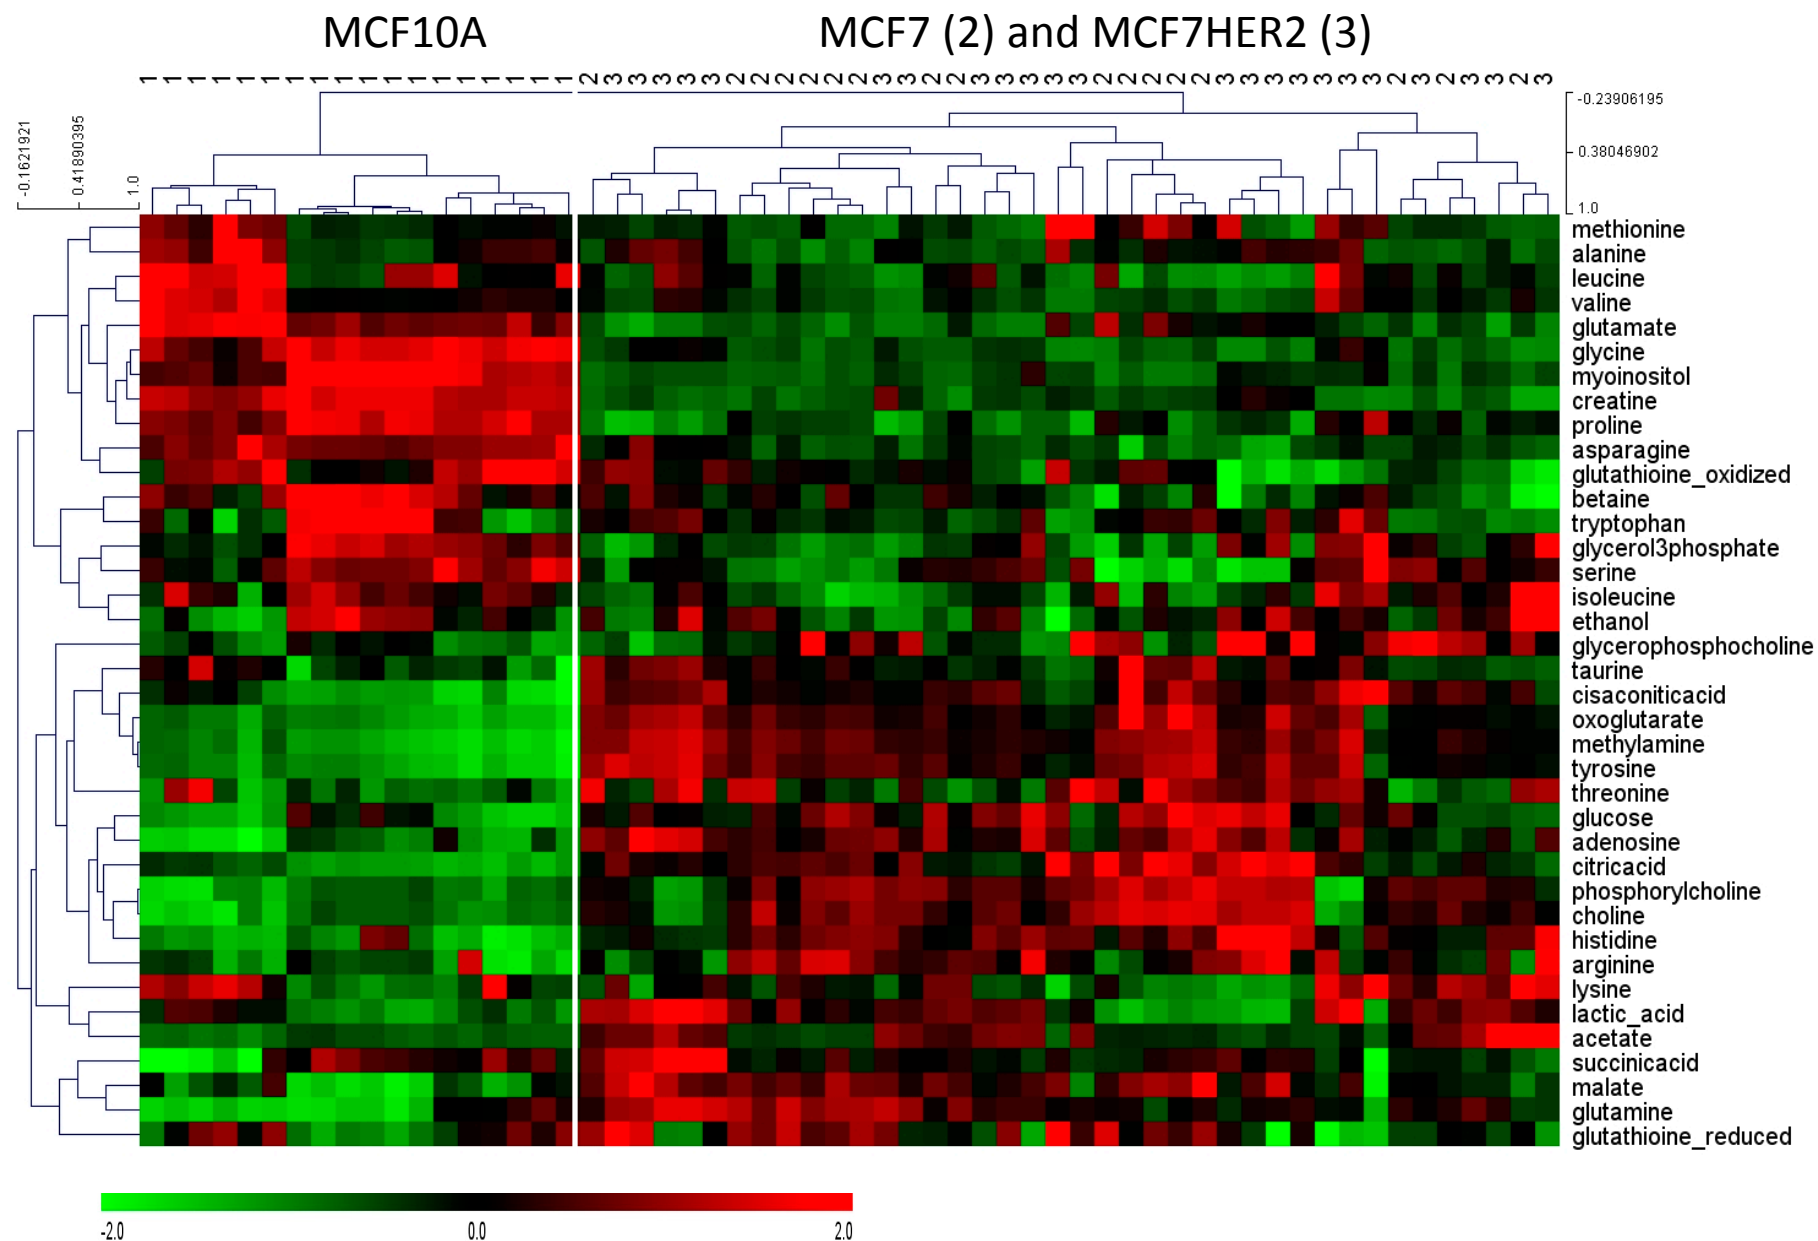 MCF10A
MCF7 (2) and MCF7HER2 (3)
1 1 1 1 1 1 1 1 1 1 1 1 1 1 1 1 1 1 2 3 3 3 3 3 2 2 2 2 2 2 3 3 2 2 3 3 3 3 3 2 2 2 2 2 3 3 3 3 3 3 3 2 3 2 3 3 2 3
-0.23906195
0.38046902
1.0
-0.1621921
0.41890395
1.0
methionine
alanine
leucine
valine
glutamate
glycine
myoinositol
creatine
proline
asparagine
glutathioine_oxidized
betaine
tryptophan
glycerol3phosphate
serine
isoleucine
ethanol
glycerophosphocholine
taurine
cisaconiticacid
oxoglutarate
methylamine
tyrosine
threonine
glucose
adenosine
citricacid
phosphorylcholine
choline
histidine
arginine
lysine
lactic_acid
acetate
succinicacid
malate
glutamine
glutathioine_reduced
-2.0
0.0
2.0